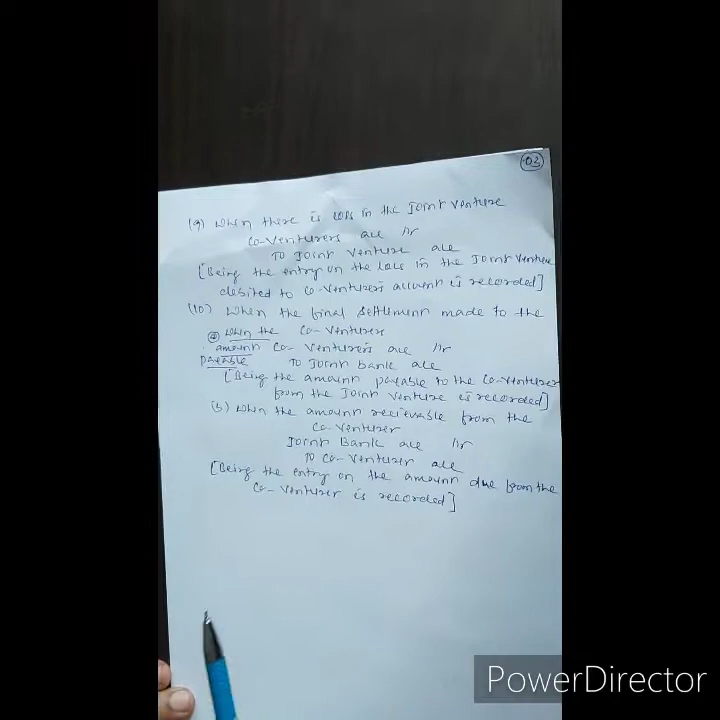 02
(9) When there is loss in the Joint Venture
Co-Venturers a/c Dr
To Joint Venture a/c
[Being the entry on the loss in the Joint Venture
debited to Co-Venturers account is recorded]
(10) When the final Settlement made to the
Co-Venturers
(a) When the
amount
payable
Co-Venturers a/c Dr
To Joint bank a/c
[Being the amount payable to the Co-Venturer
from the Joint Venture is recorded]
(b) When the amount recievable from the
Co-Venturer
Joint Bank a/c Dr
To Co-Venturer a/c
[Being the entry on the amount due from the
Co-Venturer is recorded]
PowerDirector